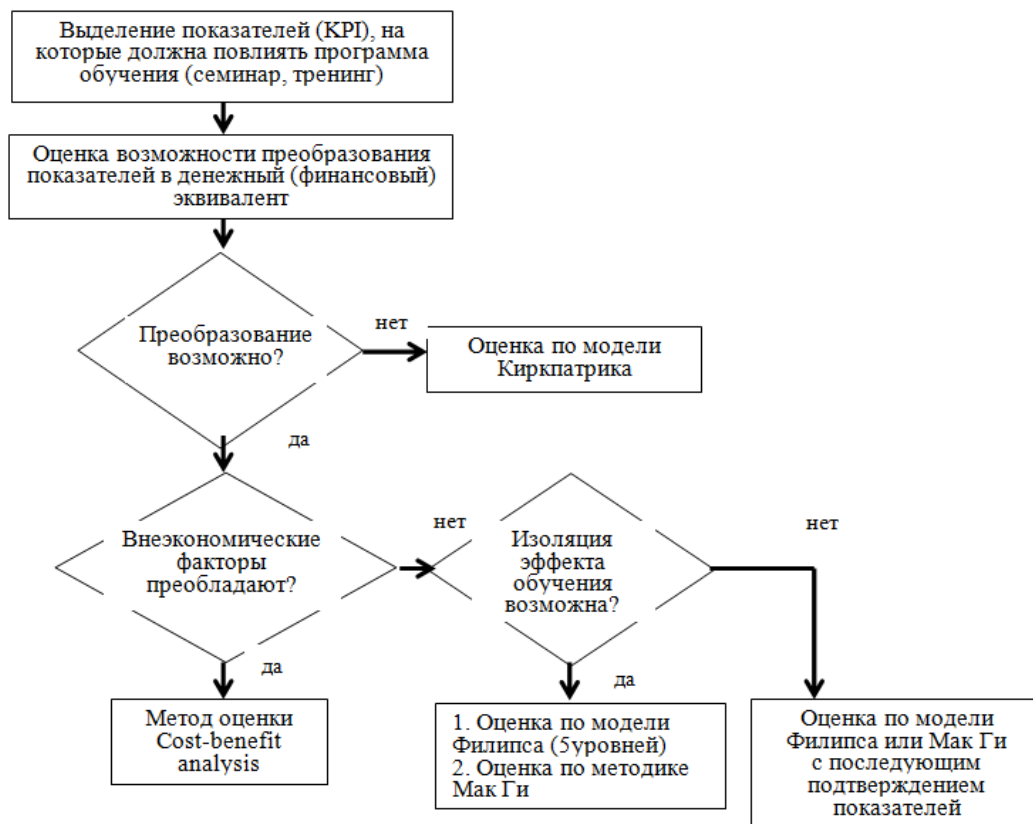 Выделение показателей (KPI), на
которые должна повлиять программа
обучения (семинар, тренинг)
Оценка возможности преобразования
показателей в денежный (финансовый)
эквивалент
Преобразование
возможно?
нет
Оценка по модели
Киркпатрика
да
Внеэкономические
факторы
преобладают?
нет
Изоляция
эффекта
обучения
возможна?
нет
да
Метод оценки
Cost-benefit
analysis
да
1. Оценка по модели
Филипса (5уровней)
2. Оценка по методике
Мак Ги
Оценка по модели
Филипса или Мак Ги
с последующим
подтверждением
показателей